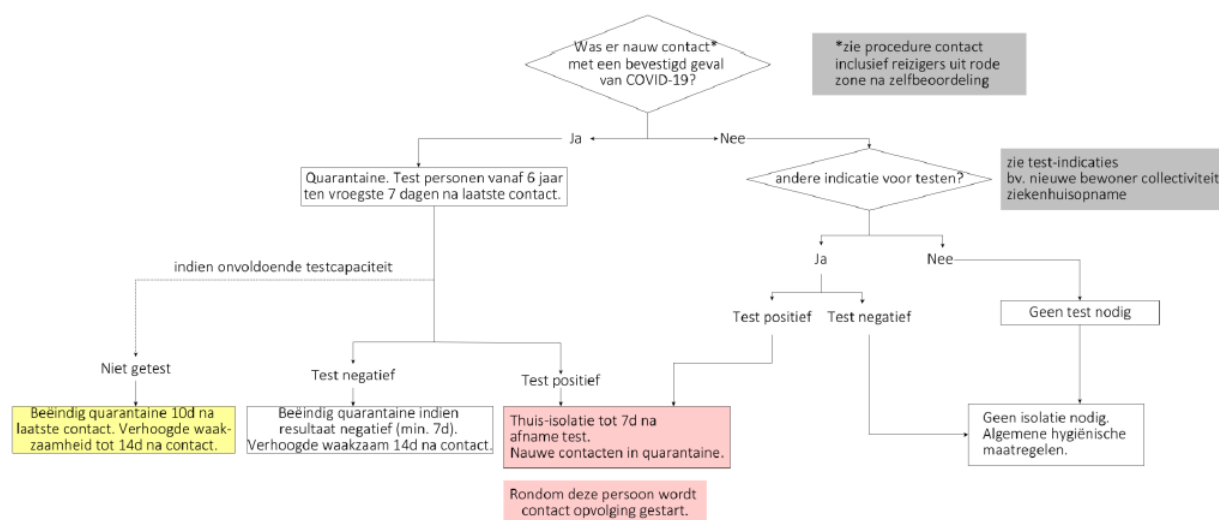 Was er nauw contact*
met een bevestigd geval
van COVID-19?
*zie procedure contact
inclusief reizigers uit rode
zone na zelfbeoordeling
Ja
Nee
Quarantaine. Test personen vanaf 6 jaar
ten vroegste 7 dagen na laatste contact.
andere indicatie voor testen?
zie test-indicaties
bv. nieuwe bewoner collectiviteit
ziekenhuisopname
indien onvoldoende testcapaciteit
Ja
Nee
Test positief
Test negatief
Geen test nodig
Niet getest
Test negatief
Test positief
Beëindig quarantaine 10d na
laatste contact. Verhoogde waak-
zaamheid tot 14d na contact.
Beëindig quarantaine indien
resultaat negatief (min. 7d).
Verhoogde waakzaam 14d na contact.
Thuis-isolatie tot 7d na
afname test.
Nauwe contacten in quarantaine.
Geen isolatie nodig.
Algemene hygiënische
maatregelen.
Rondom deze persoon wordt
contact opvolging gestart.